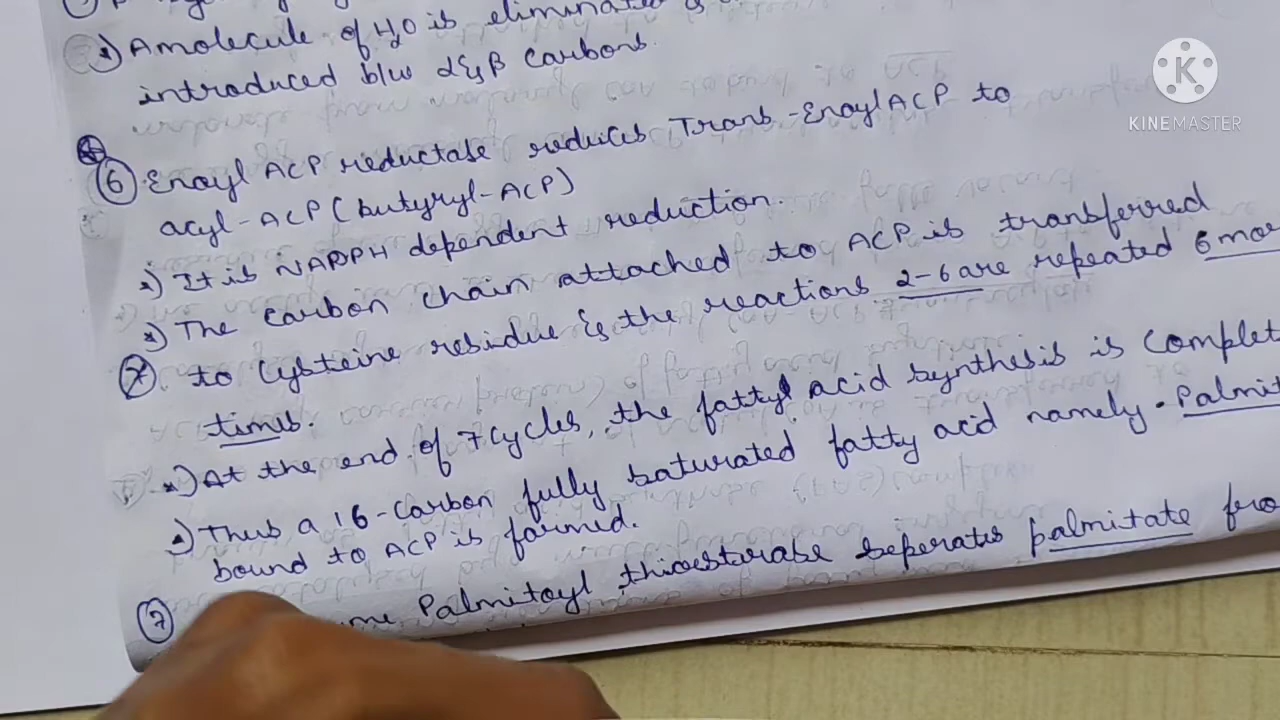 *) A molecule of H2O is eliminated &
introduced b/w α & β carbons.
6 Enoyl ACP reductase reduces Trans-Enoyl ACP to
acyl-ACP (butyryl-ACP)
*) It is NADPH dependent reduction.
*) The carbon chain attached to ACP is transferred
to cysteine residue & the reactions 2-6 are repeated 6 mo
times.
*) At the end of 7 cycles, the fatty acid synthesis is complet
*) Thus a 16-carbon fully saturated fatty acid namely. Palmit
bound to ACP is formed.
7 me Palmitoyl thioesterase seperates palmitate fro
K
KINEMASTER